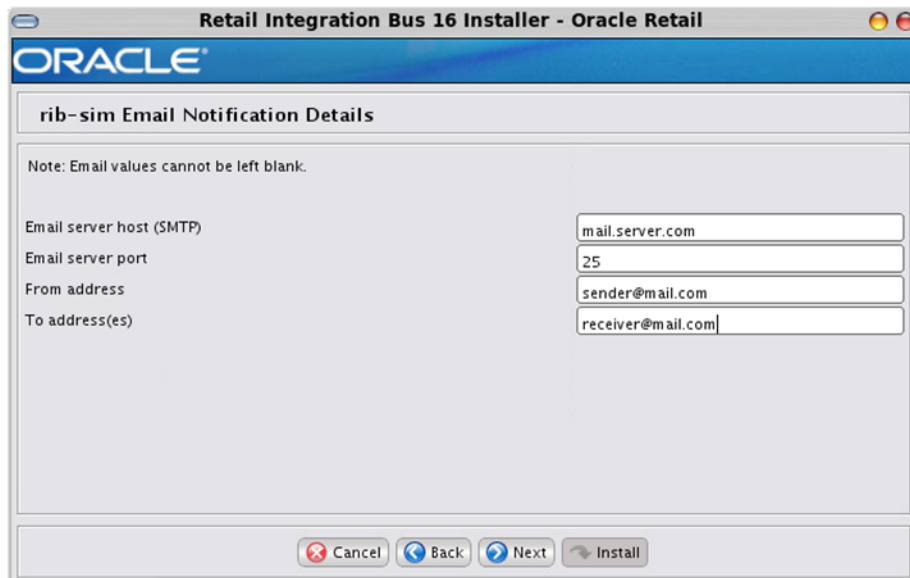 Retail Integration Bus 16 Installer - Oracle Retail
ORACLE®
rib-sim Email Notification Details
Note: Email values cannot be left blank.
Email server host (SMTP)
mail.server.com
Email server port
25
From address
sender@mail.com
To address(es)
receiver@mail.com
Cancel Back Next Install